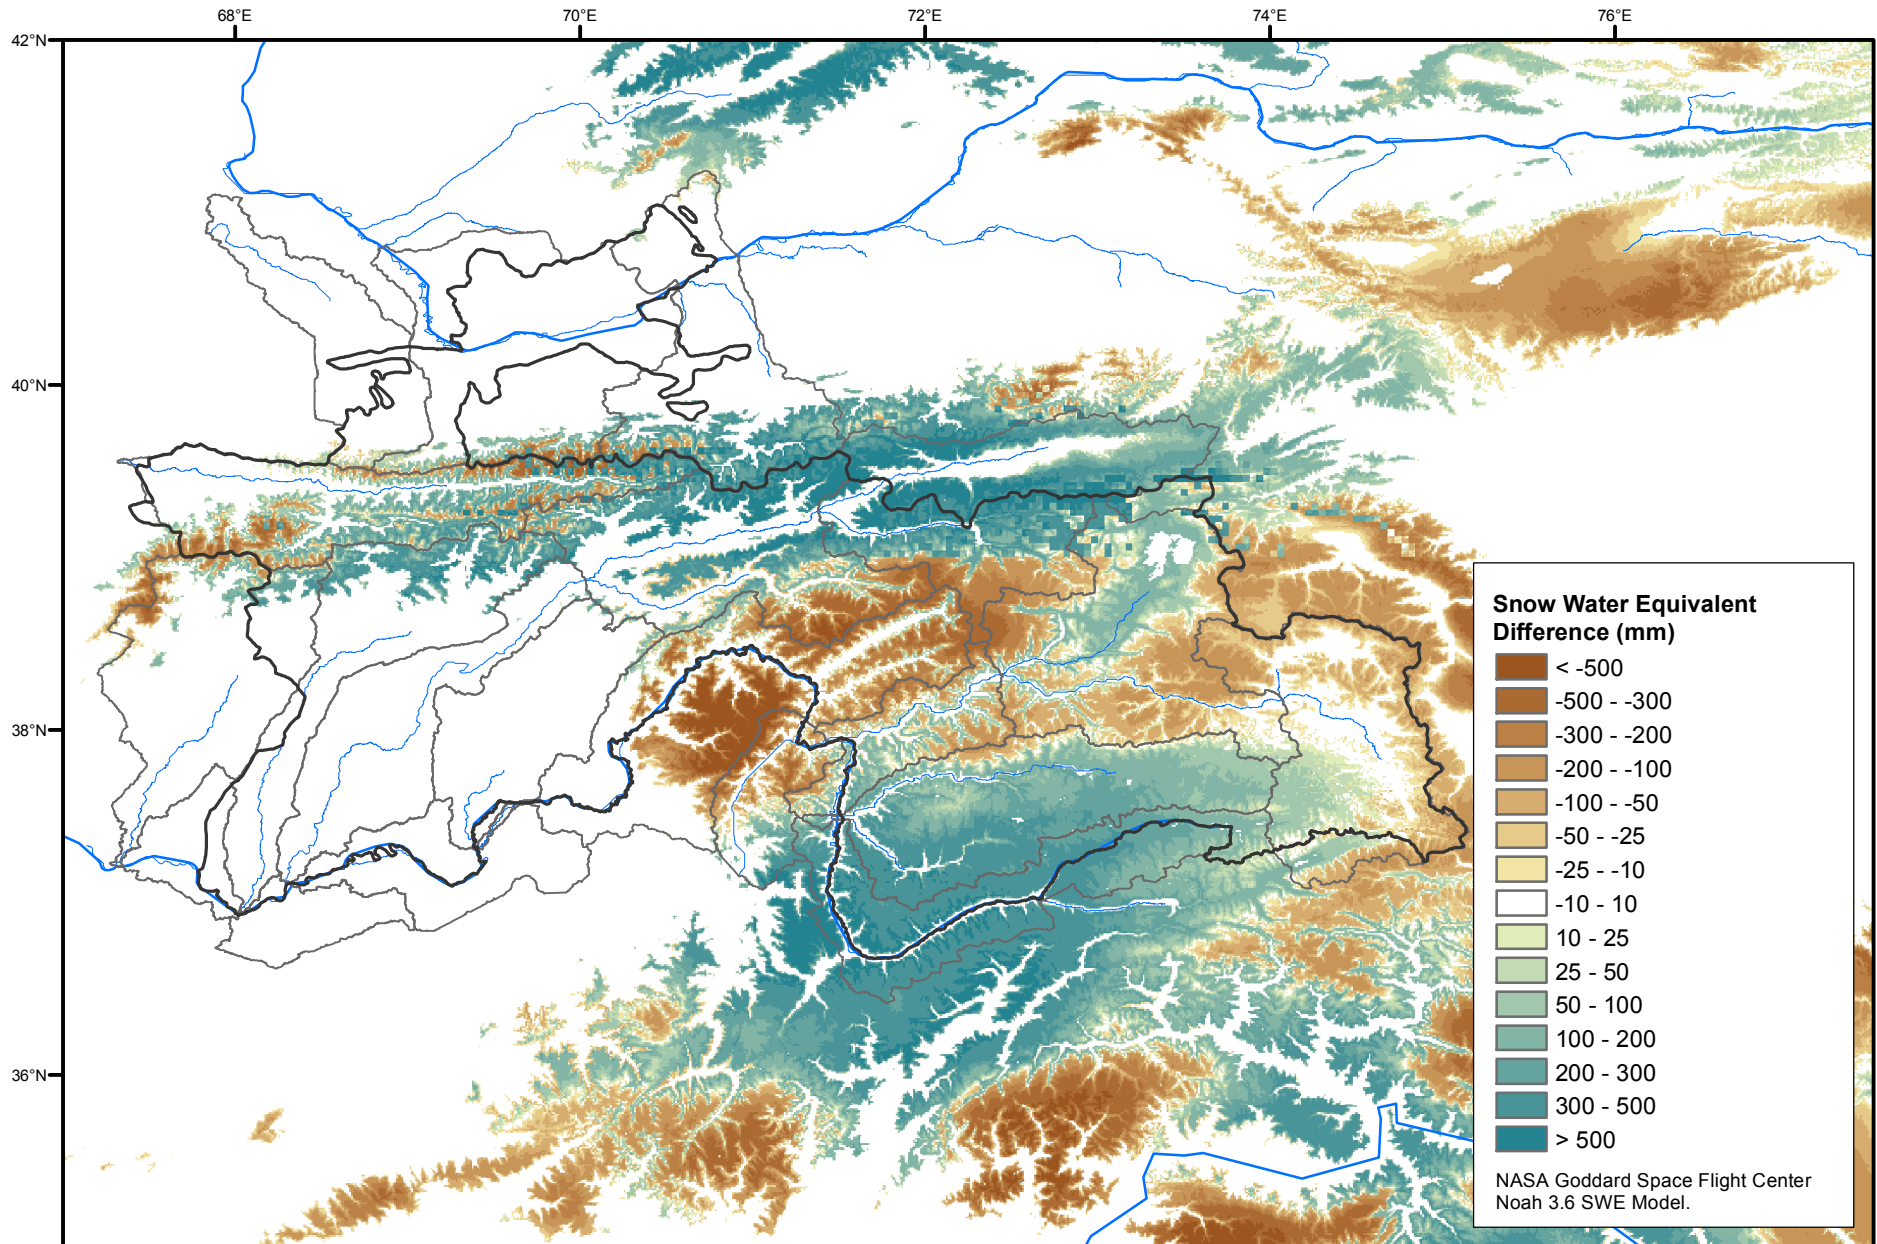 68°E 70°E 72°E 74°E 76°E
42°N
40°N
38°N
36°N
Snow Water Equivalent
Difference (mm)
< -500
-500 - -300
-300 - -200
-200 - -100
-100 - -50
-50 - -25
-25 - -10
-10 - 10
10 - 25
25 - 50
50 - 100
100 - 200
200 - 300
300 - 500
> 500
NASA Goddard Space Flight Center
Noah 3.6 SWE Model.